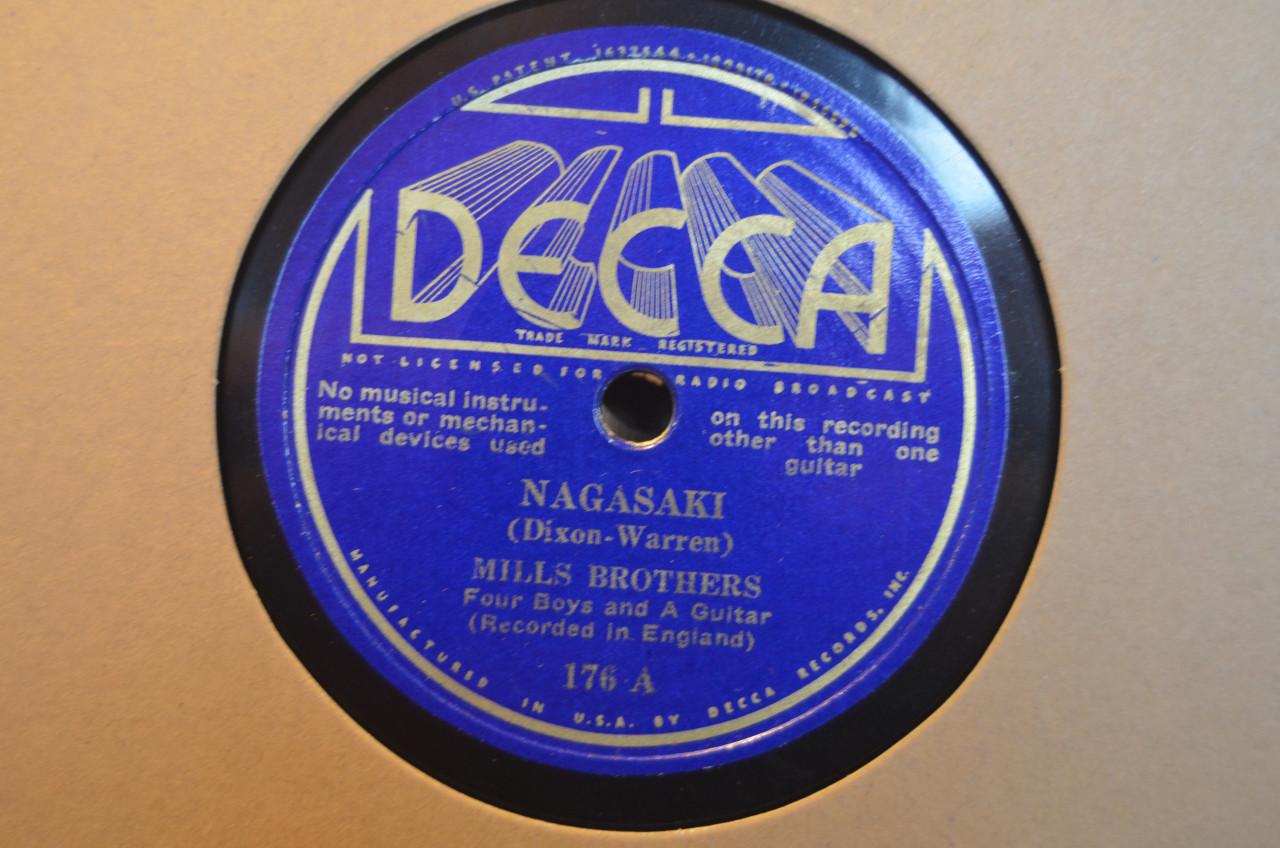 U.S. PATENT 1637544
DECCA
TRADE MARK REGISTERED
NOT LICENSED FOR RADIO BROADCAST
No musical instru-
ments or mechan-
ical devices used
on this recording
other than one
guitar
NAGASAKI
(Dixon-Warren)
MILLS BROTHERS
Four Boys and A Guitar
(Recorded in England)
176 A
MANUFACTURED IN U.S.A. BY DECCA RECORDS, INC.